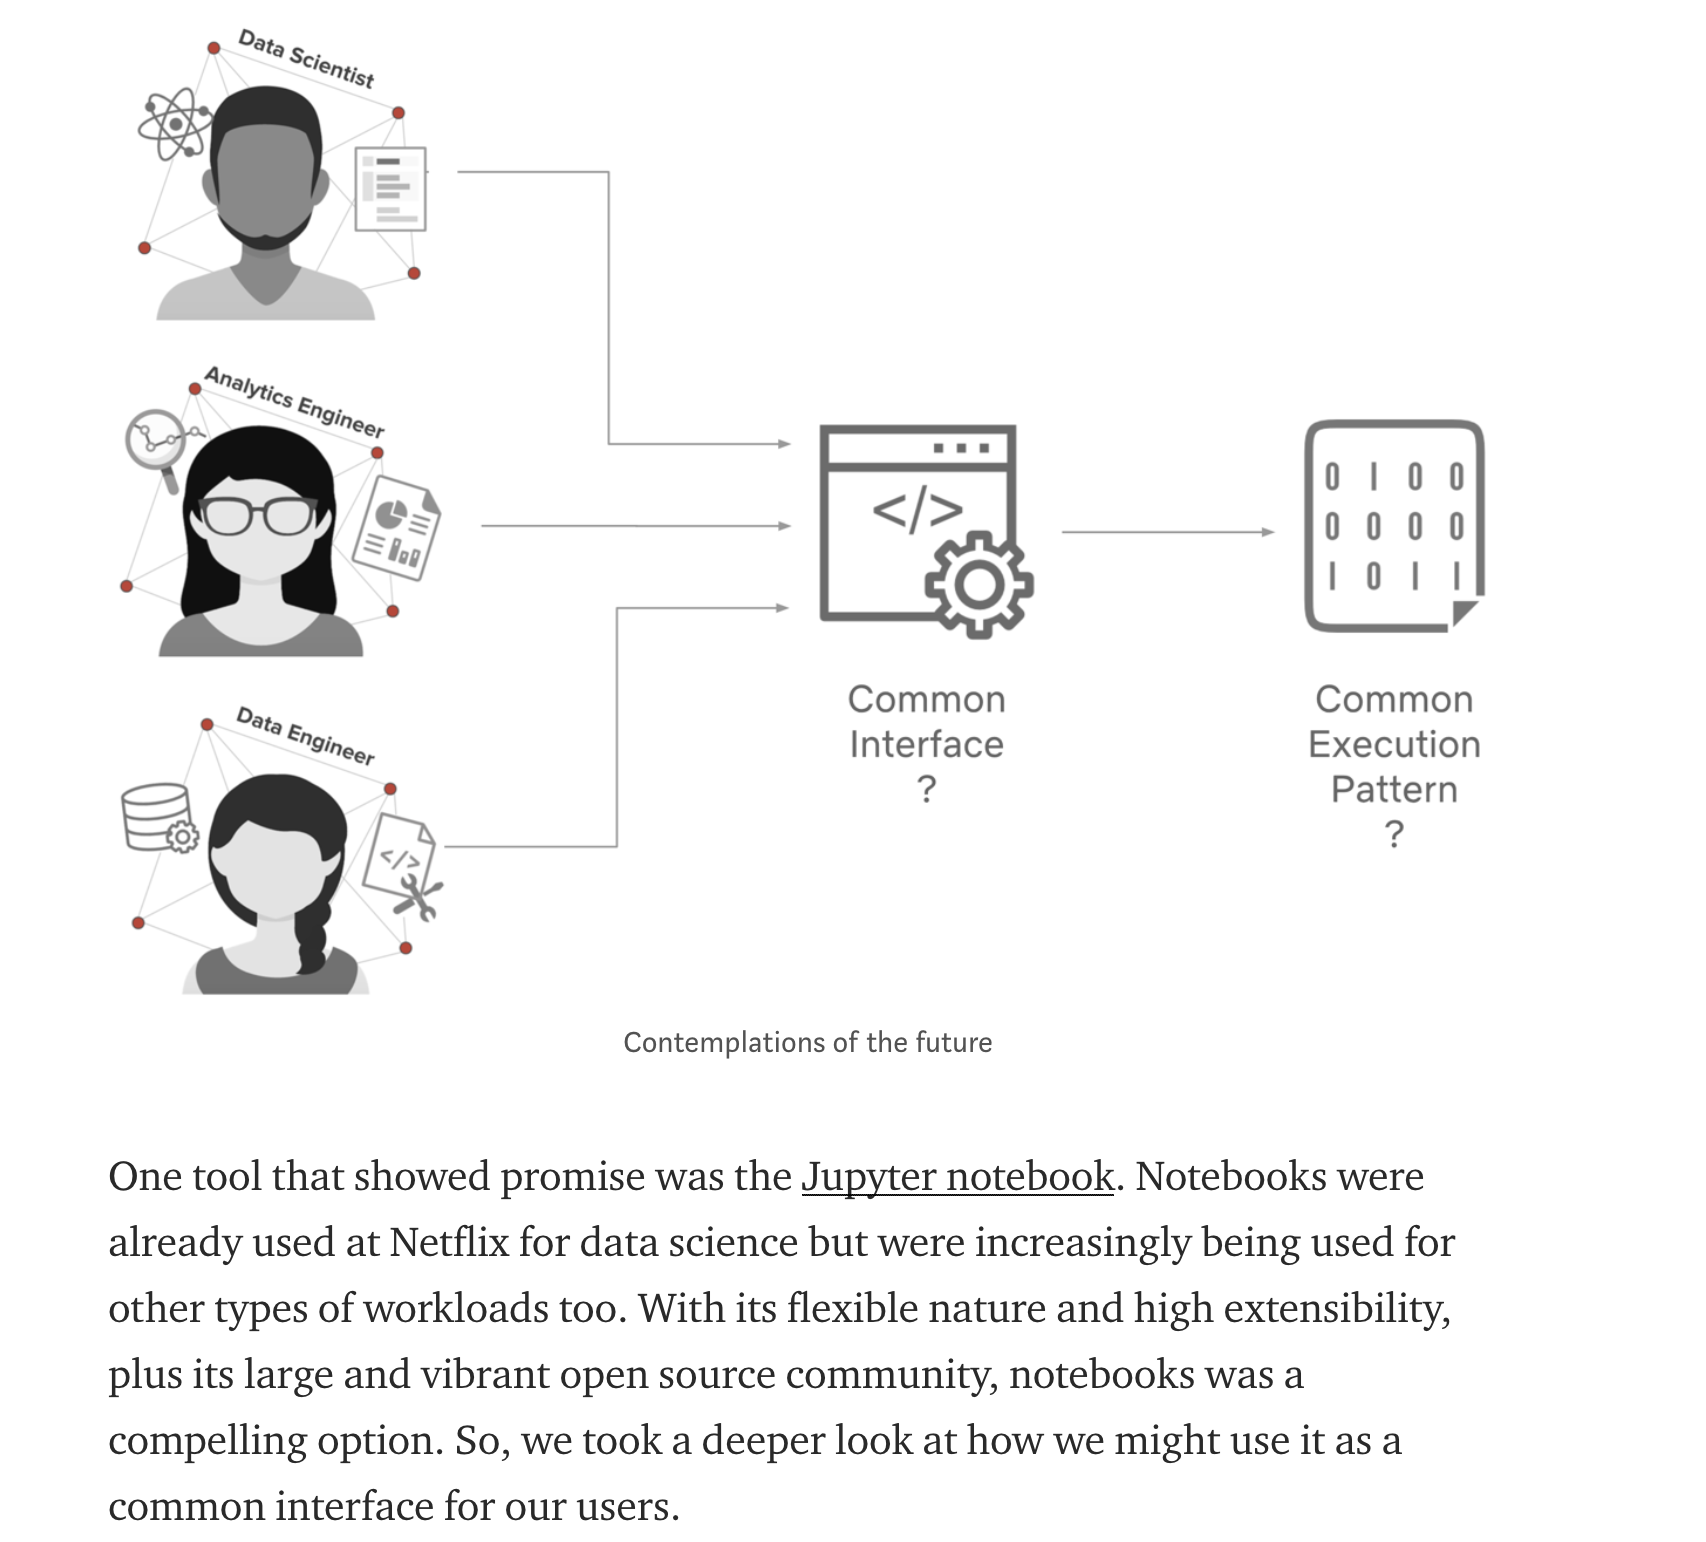 Data Scientist
Analytics Engineer
Data Engineer
</>
</>
0 1 0 0
0 0 0 0
1 0 1 1
Common
Interface
?
Common
Execution
Pattern
?
Contemplations of the future
One tool that showed promise was the Jupyter notebook. Notebooks were
already used at Netflix for data science but were increasingly being used for
other types of workloads too. With its flexible nature and high extensibility,
plus its large and vibrant open source community, notebooks was a
compelling option. So, we took a deeper look at how we might use it as a
common interface for our users.